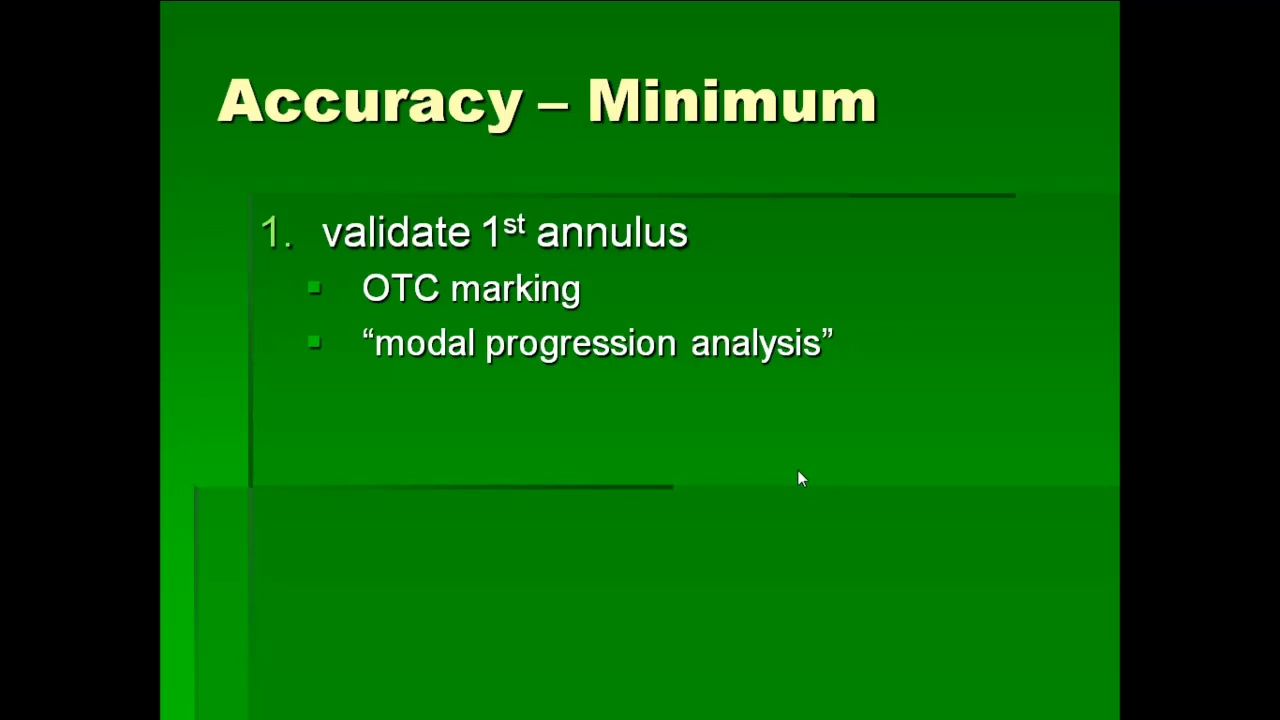 Accuracy – Minimum
1. validate 1st annulus
▪ OTC marking
▪ “modal progression analysis”